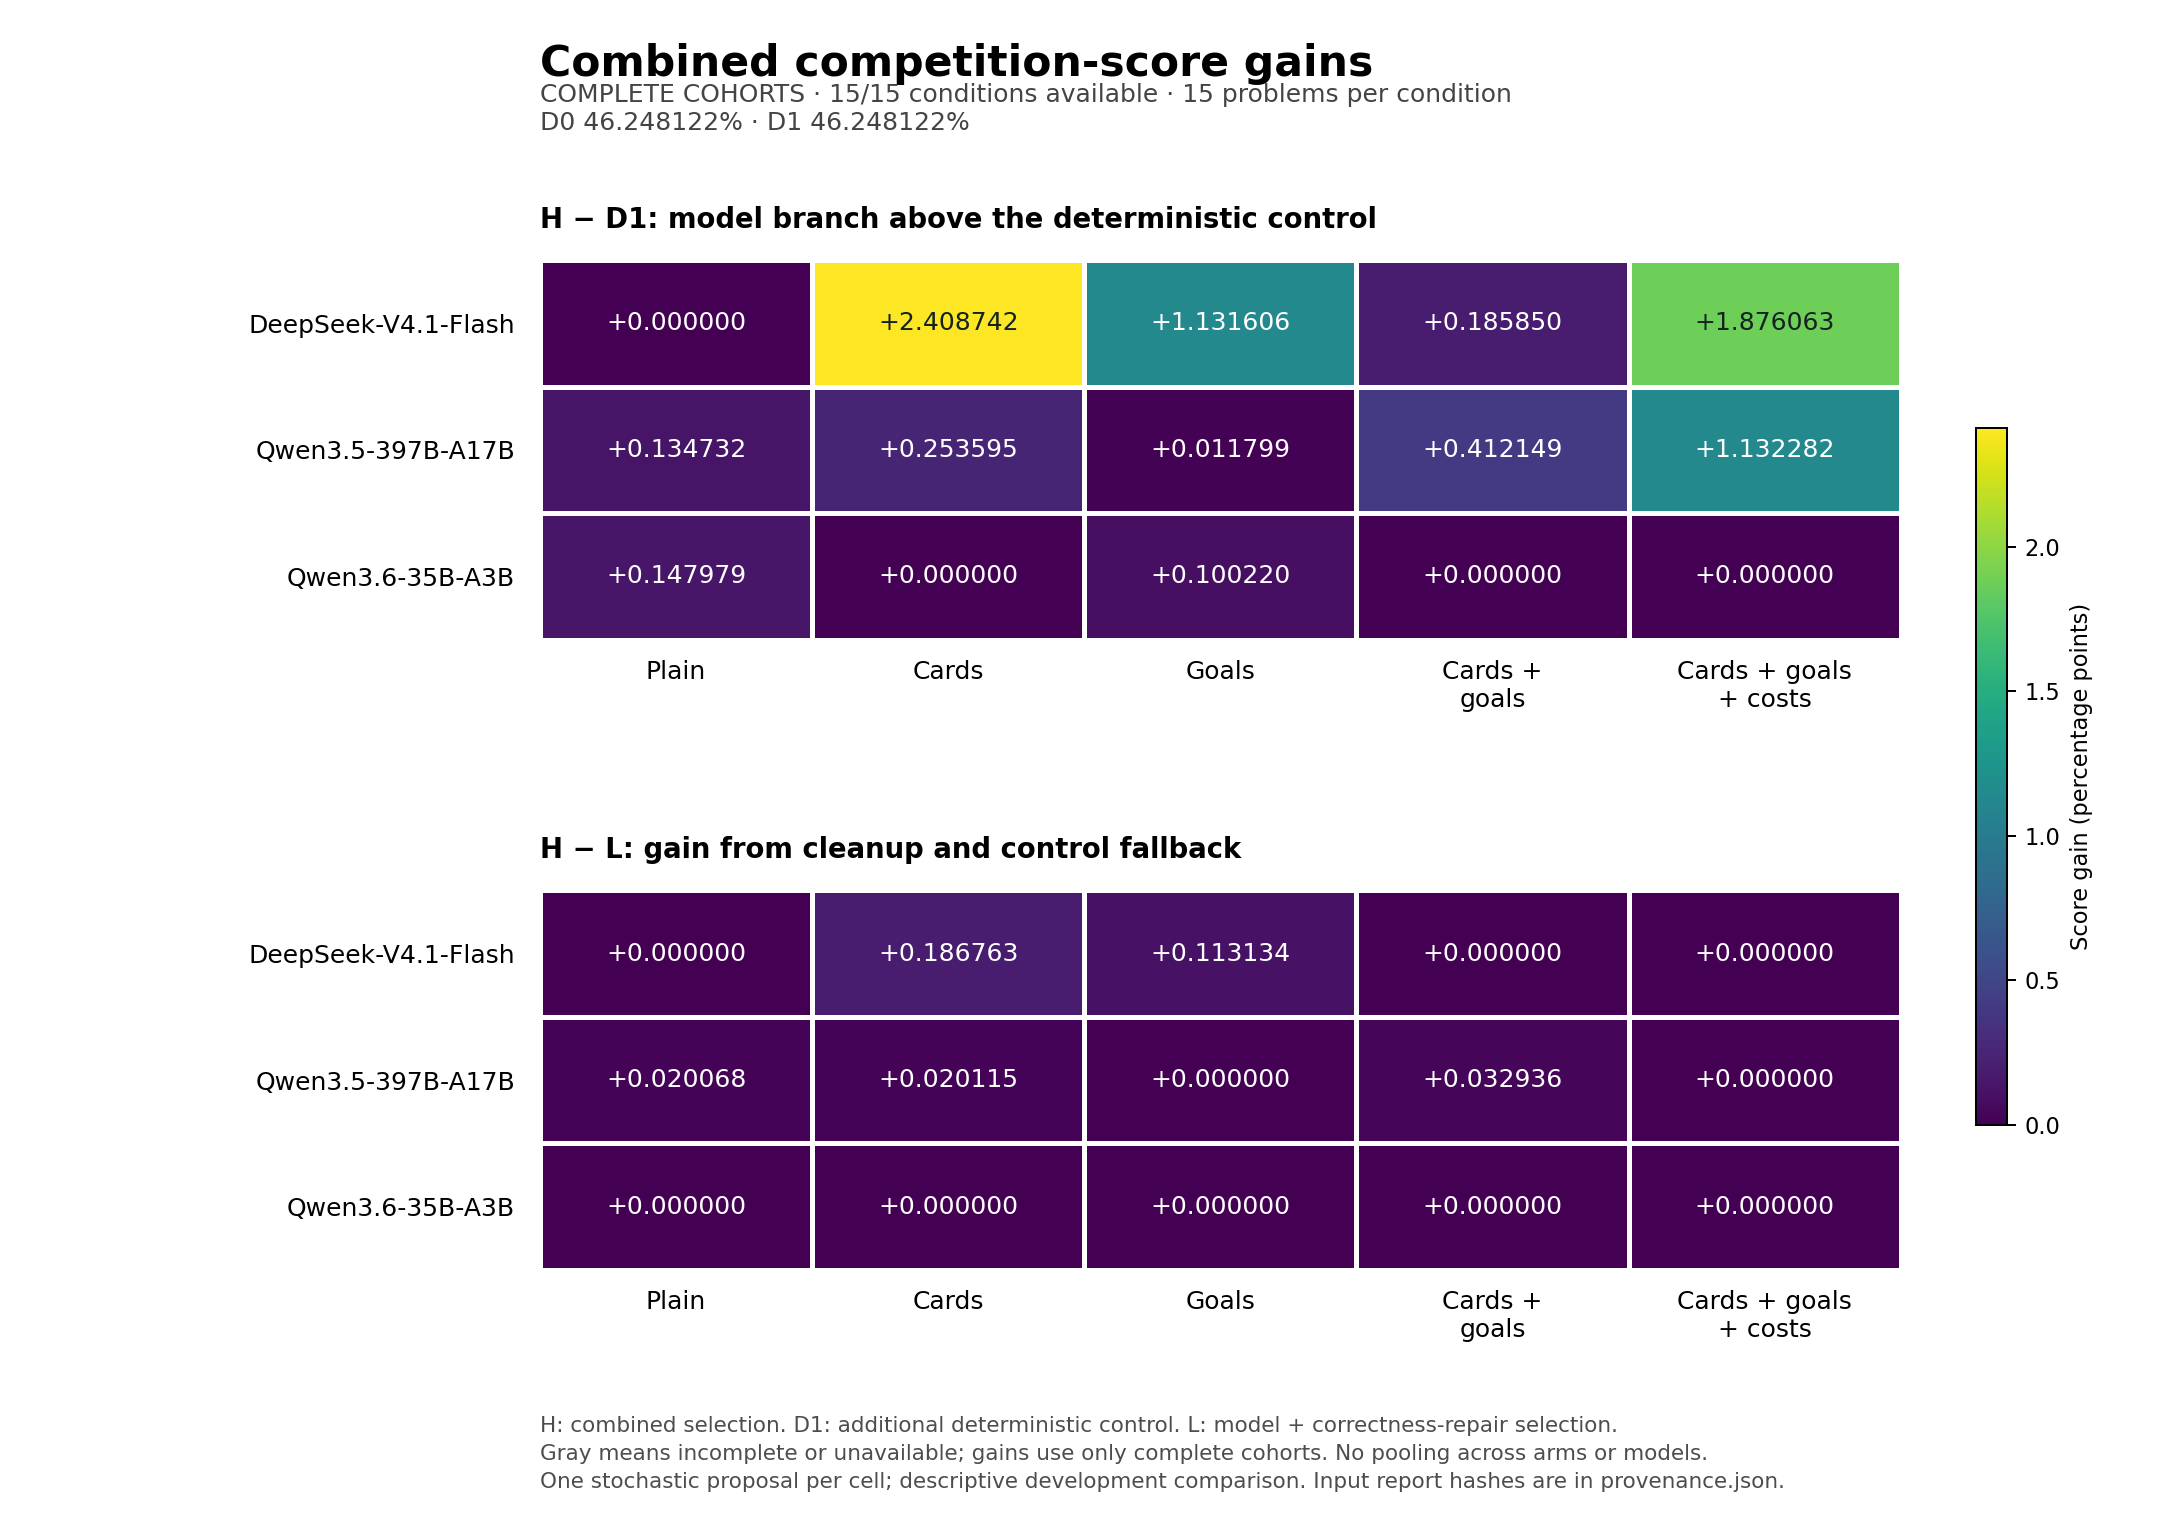 Combined competition-score gains
COMPLETE COHORTS · 15/15 conditions available · 15 problems per condition
D0 46.248122% · D1 46.248122%
H − D1: model branch above the deterministic control
DeepSeek-V4.1-Flash +0.000000 +2.408742 +1.131606 +0.185850 +1.876063
Qwen3.5-397B-A17B +0.134732 +0.253595 +0.011799 +0.412149 +1.132282
Qwen3.6-35B-A3B +0.147979 +0.000000 +0.100220 +0.000000 +0.000000
Plain Cards Goals Cards + Cards + goals
goals + costs
H − L: gain from cleanup and control fallback
DeepSeek-V4.1-Flash +0.000000 +0.186763 +0.113134 +0.000000 +0.000000
Qwen3.5-397B-A17B +0.020068 +0.020115 +0.000000 +0.032936 +0.000000
Qwen3.6-35B-A3B +0.000000 +0.000000 +0.000000 +0.000000 +0.000000
Plain Cards Goals Cards + Cards + goals
goals + costs
2.0
1.5
1.0
0.5
0.0
Score gain (percentage points)
H: combined selection. D1: additional deterministic control. L: model + correctness-repair selection.
Gray means incomplete or unavailable; gains use only complete cohorts. No pooling across arms or models.
One stochastic proposal per cell; descriptive development comparison. Input report hashes are in provenance.json.